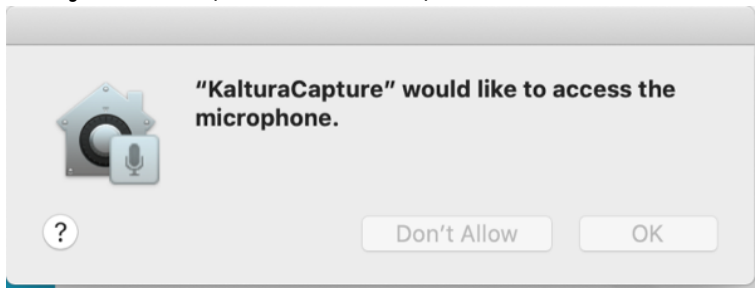 “KalturaCapture” would like to access the
microphone.
?
Don’t Allow
OK